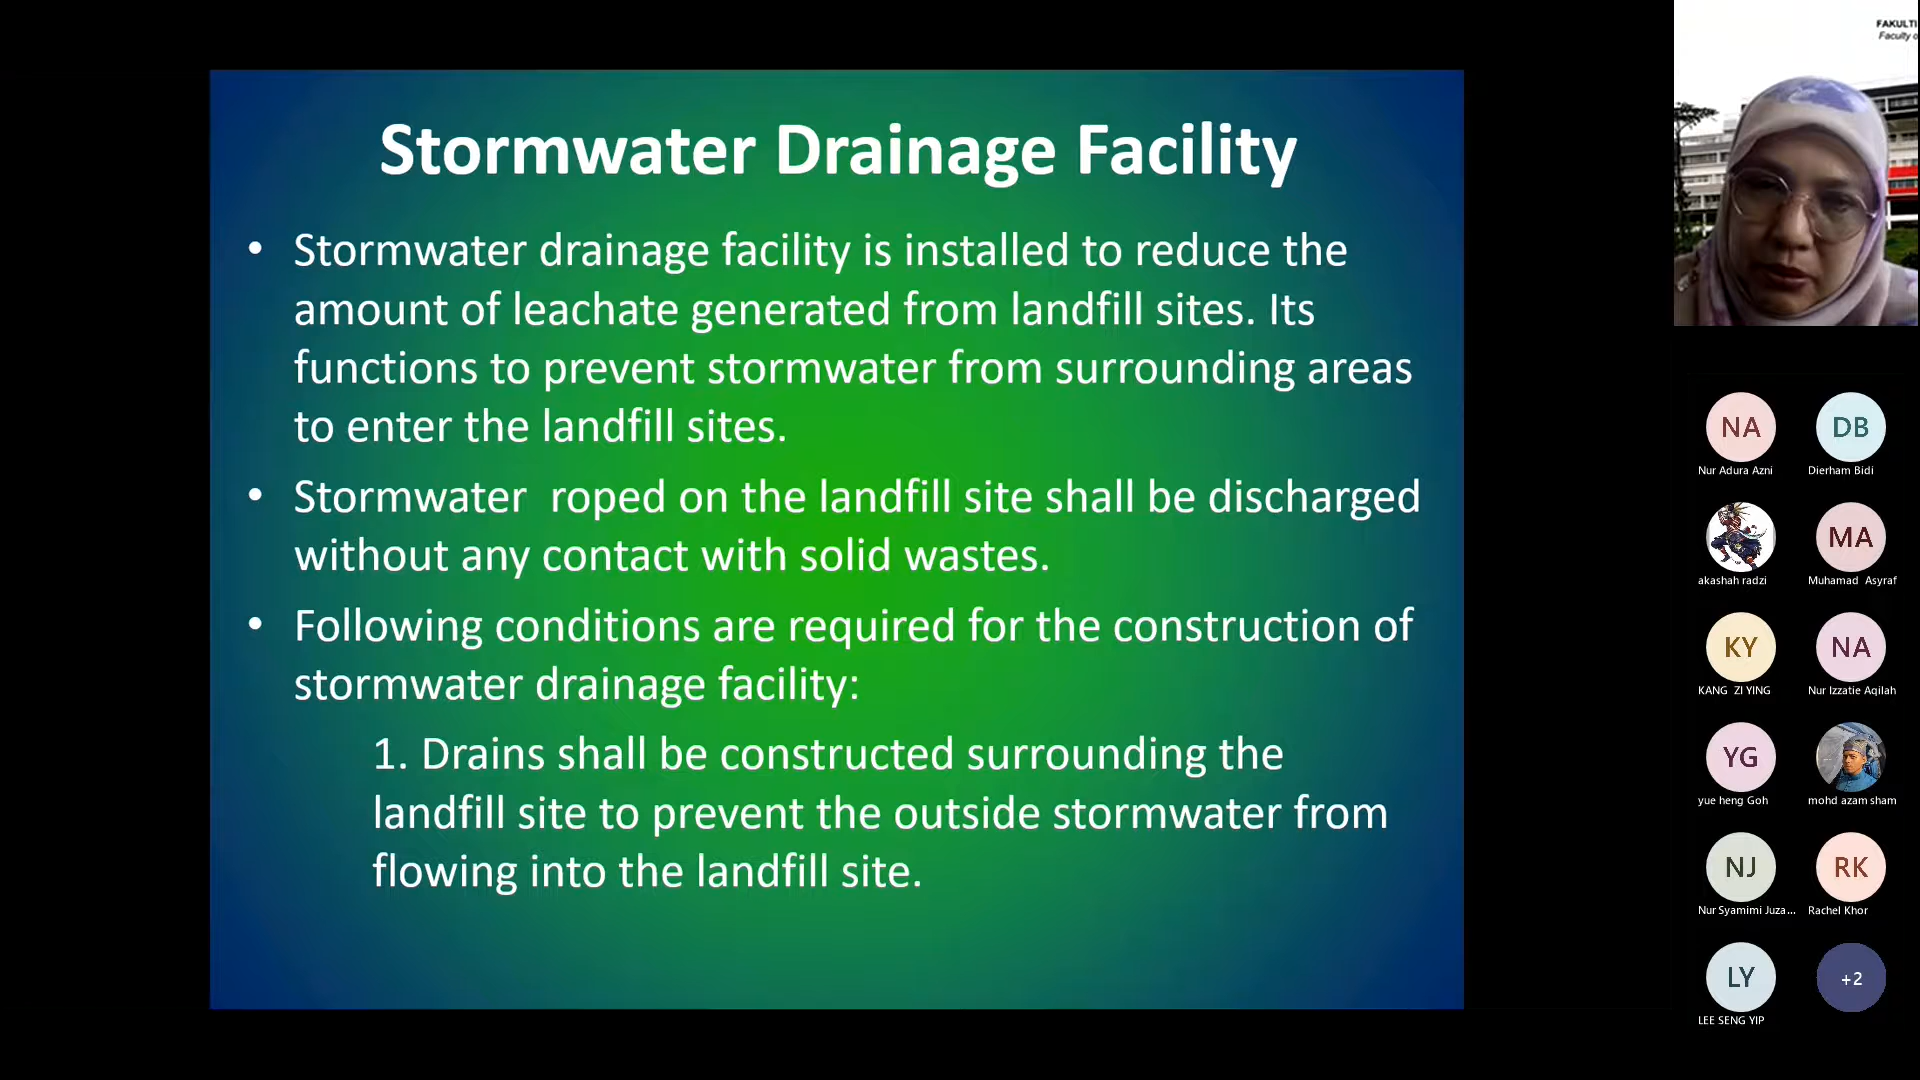 Stormwater Drainage Facility
• Stormwater drainage facility is installed to reduce the
amount of leachate generated from landfill sites. Its
functions to prevent stormwater from surrounding areas
to enter the landfill sites.
• Stormwater  roped on the landfill site shall be discharged
without any contact with solid wastes.
• Following conditions are required for the construction of
stormwater drainage facility:
1. Drains shall be constructed surrounding the
landfill site to prevent the outside stormwater from
flowing into the landfill site.
FAKULTI
Faculty o
NA
Nur Adura Azni
DB
Dierham Bidi
akashah radzi
MA
Muhamad  Asyraf
KY
KANG  ZI YING
NA
Nur Izzatie Aqilah
YG
yue heng Goh
mohd azam sham
NJ
Nur Syamimi Juza...
RK
Rachel Khor
LY
LEE SENG YIP
+2